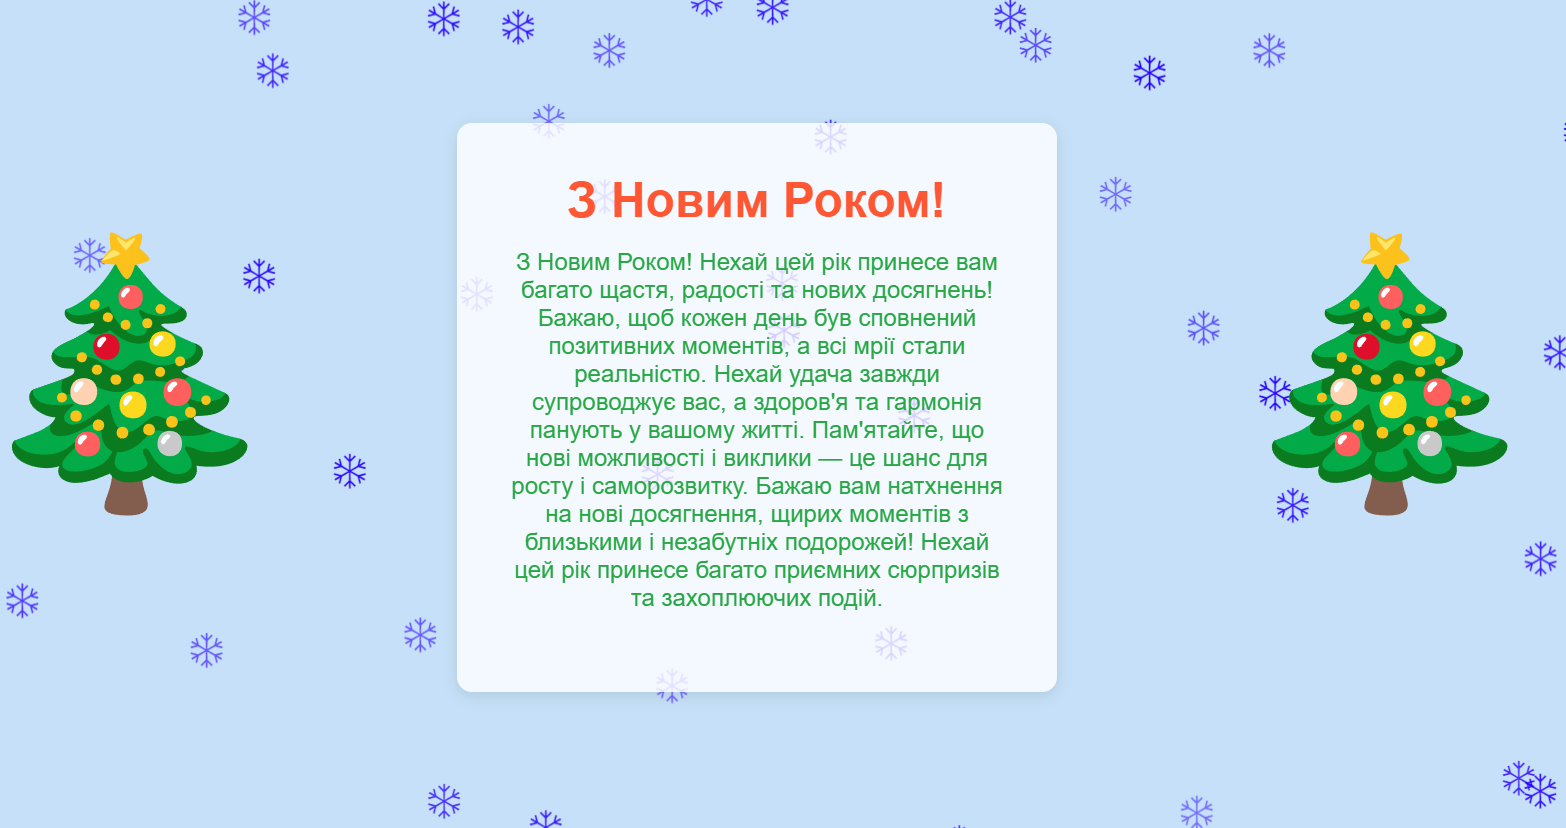 З Новим Роком!
З Новим Роком! Нехай цей рік принесе вам
багато щастя, радості та нових досягнень!
Бажаю, щоб кожен день був сповнений
позитивних моментів, а всі мрії стали
реальністю. Нехай удача завжди
супроводжує вас, а здоров'я та гармонія
панують у вашому житті. Пам'ятайте, що
нові можливості і виклики — це шанс для
росту і саморозвитку. Бажаю вам натхнення
на нові досягнення, щирих моментів з
близькими і незабутніх подорожей! Нехай
цей рік принесе багато приємних сюрпризів
та захоплюючих подій.